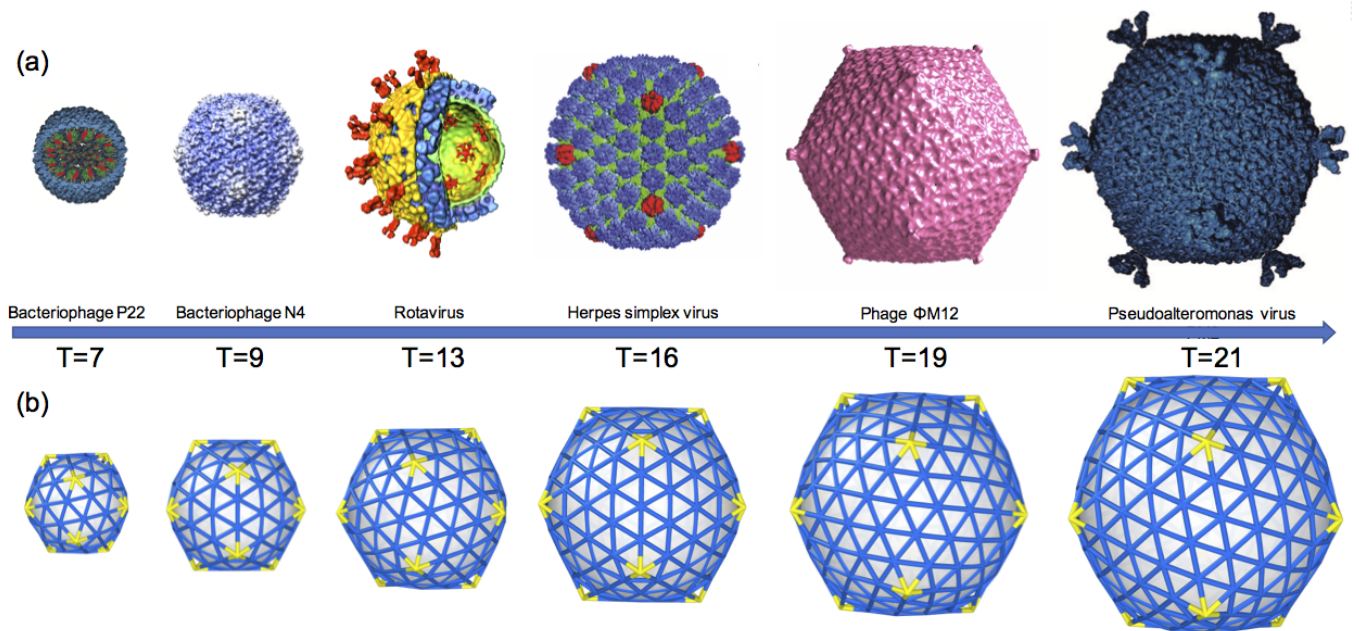 (a)
Bacteriophage P22 Bacteriophage N4 Rotavirus Herpes simplex virus Phage ΦM12 Pseudoalteromonas virus
T=7 T=9 T=13 T=16 T=19 T=21
(b)